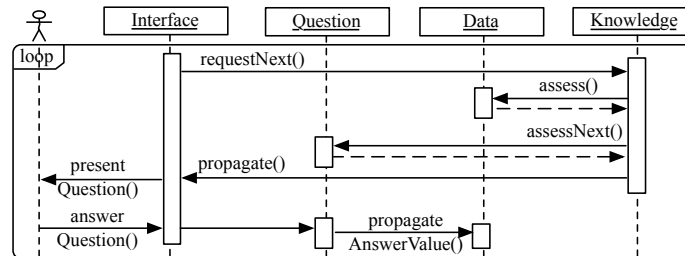 Interface
Question
Data
Knowledge
loop
requestNext()
assess()
assessNext()
present
propagate()
Question()
answer
propagate
Question()
AnswerValue()